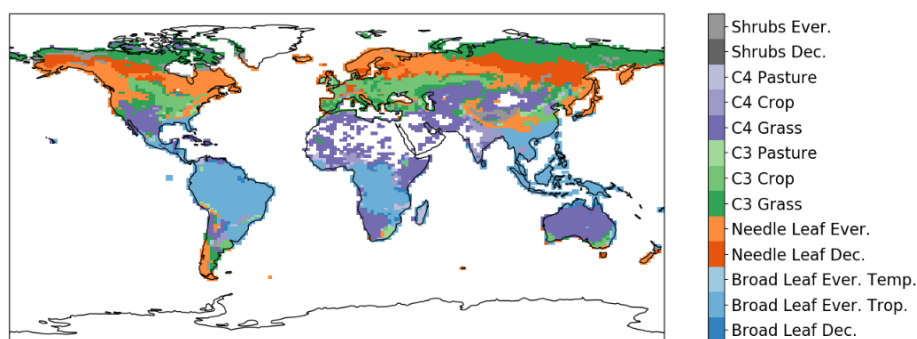 Shrubs Ever.
Shrubs Dec.
C4 Pasture
C4 Crop
C4 Grass
C3 Pasture
C3 Crop
C3 Grass
Needle Leaf Ever.
Needle Leaf Dec.
Broad Leaf Ever. Temp.
Broad Leaf Ever. Trop.
Broad Leaf Dec.